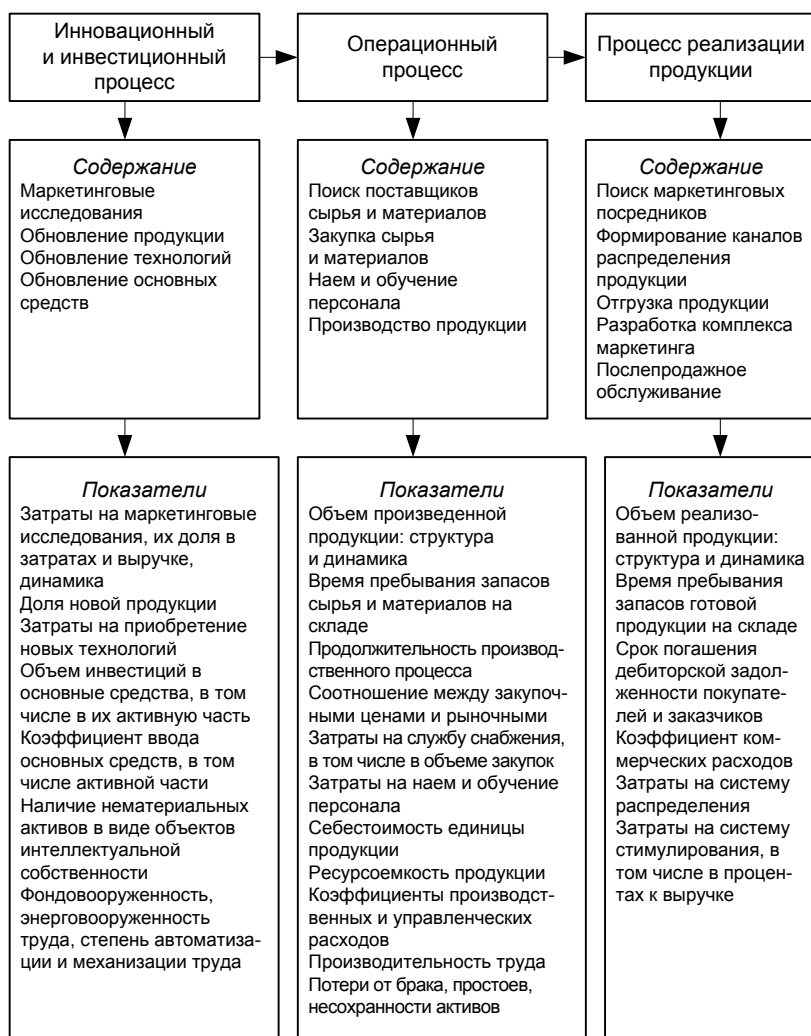 Инновационный
и инвестиционный
процесс
Операционный
процесс
Процесс реализации
продукции
Содержание
Маркетинговые
исследования
Обновление продукции
Обновление технологий
Обновление основных
средств
Содержание
Поиск поставщиков
сырья и материалов
Закупка сырья
и материалов
Наем и обучение
персонала
Производство продукции
Содержание
Поиск маркетинговых
посредников
Формирование каналов
распределения
продукции
Отгрузка продукции
Разработка комплекса
маркетинга
Послепродажное
обслуживание
Показатели
Затраты на маркетинговые
исследования, их доля в
затратах и выручке,
динамика
Доля новой продукции
Затраты на приобретение
новых технологий
Объем инвестиций в
основные средства, в том
числе в их активную часть
Коэффициент ввода
основных средств, в том
числе активной части
Наличие нематериальных
активов в виде объектов
интеллектуальной
собственности
Фондовооруженность,
энерговооруженность
труда, степень автоматиза-
ции и механизации труда
Показатели
Объем произведенной
продукции: структура
и динамика
Время пребывания запасов
сырья и материалов на
складе
Продолжительность производ-
ственного процесса
Соотношение между закупоч-
ными ценами и рыночными
Затраты на службу снабжения,
в том числе в объеме закупок
Затраты на наем и обучение
персонала
Себестоимость единицы
продукции
Ресурсоемкость продукции
Коэффициенты производст-
венных и управленческих
расходов
Производительность труда
Потери от брака, простоев,
несохранности активов
Показатели
Объем реализо-
ванной продукции:
структура и динамика
Время пребывания
запасов готовой
продукции на складе
Срок погашения
дебиторской задол-
женности покупате-
лей и заказчиков
Коэффициент ком-
мерческих расходов
Затраты на систему
распределения
Затраты на систему
стимулирования, в
том числе в процен-
тах к выручке